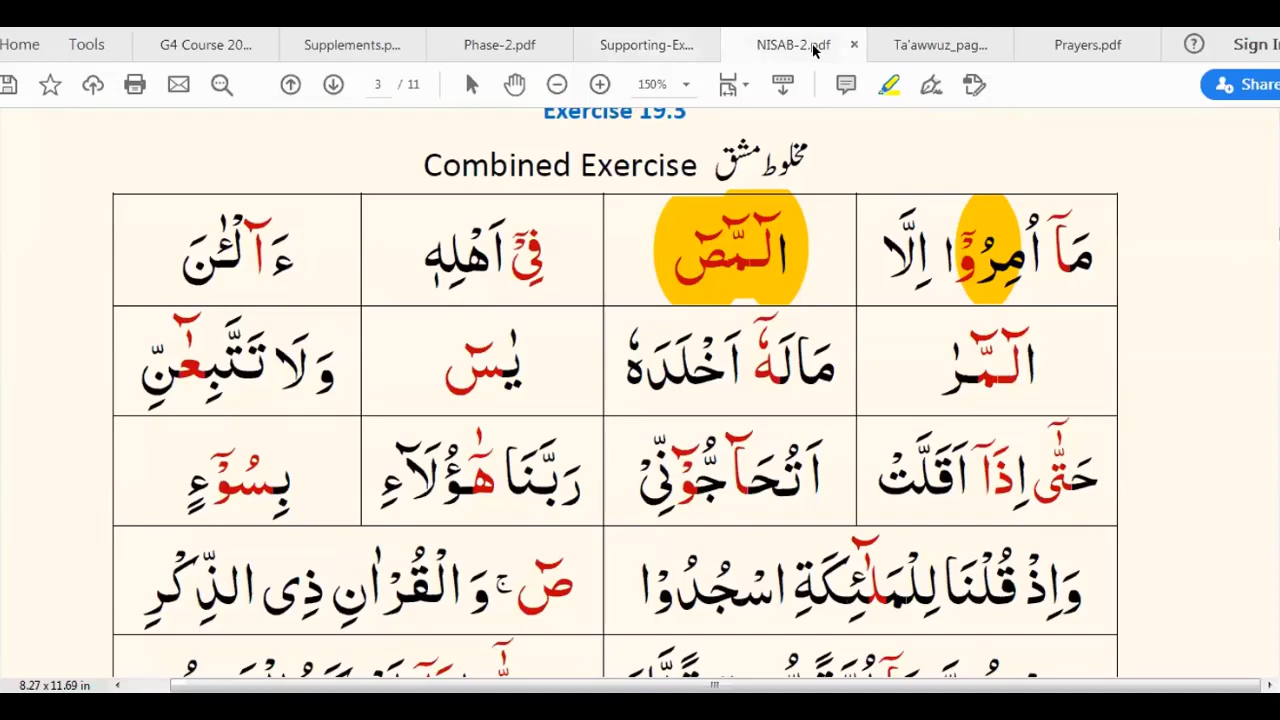 Home Tools G4 Course 20... Supplements.p... Phase-2.pdf Supporting-Ex... NISAB-2.pdf × Ta'awwuz_pag... Prayers.pdf Sign I
3 / 11 150% Share
Exercise 19.3
Combined Exercise مخلوط مشق
مَآ اُمِرُوْٓا اِلَّا الٓمّٓصٓ فِيْٓ اَهْلِهٖ ءَآلْـٰٔنَ
الٓمّٓرٰ مَالَهٗٓ اَخْلَدَهٗ يٰسٓ وَلَا تَتَّبِعٰٓنِّ
حَتّٰٓى اِذَآ اَقَلَّتْ اَتُحَآجُّوْٓنِّيْ رَبَّنَا هٰٓؤُلَآءِ بِسُوْٓءٍ
وَاِذْ قُلْنَا لِلْمَلٰٓئِكَةِ اسْجُدُوْا صٓ ۚ وَالْقُرْاٰنِ ذِى الذِّكْرِ
8.27 x 11.69 in